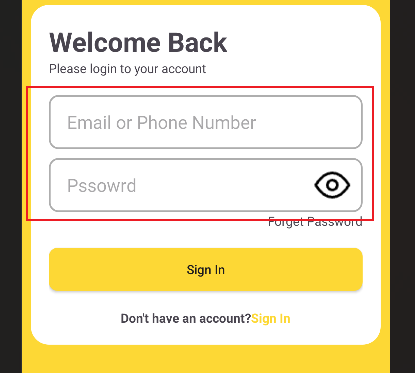 Welcome Back
Please login to your account
Email or Phone Number
Pssowrd
Forget Password
Sign In
Don't have an account?Sign In